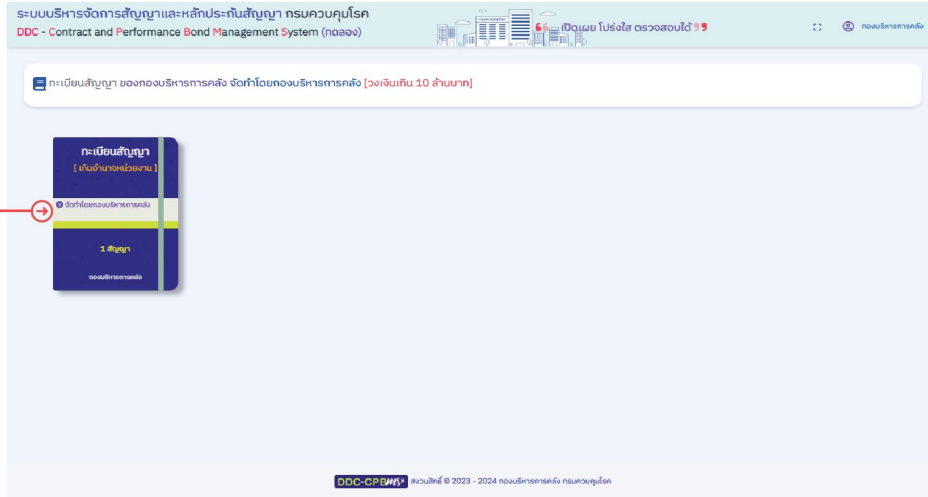 ระบบบริหารจัดการสัญญาและหลักประกันสัญญา กรมควบคุมโรค
DDC - Contract and Performance Bond Management System (ทดลอง)
เปิดเผย โปร่งใส ตรวจสอบได้
กองบริหารการคลัง
ทะเบียนสัญญา ของกองบริหารการคลัง จัดทำโดยกองบริหารการคลัง [วงเงินเกิน 10 ล้านบาท]
ทะเบียนสัญญา
[ เกินอำนาจหน่วยงาน ]
จัดทำโดยกองบริหารการคลัง
1 สัญญา
กองบริหารการคลัง
DDC-CPBMS สงวนสิทธิ์ © 2023 - 2024 กองบริหารการคลัง กรมควบคุมโรค